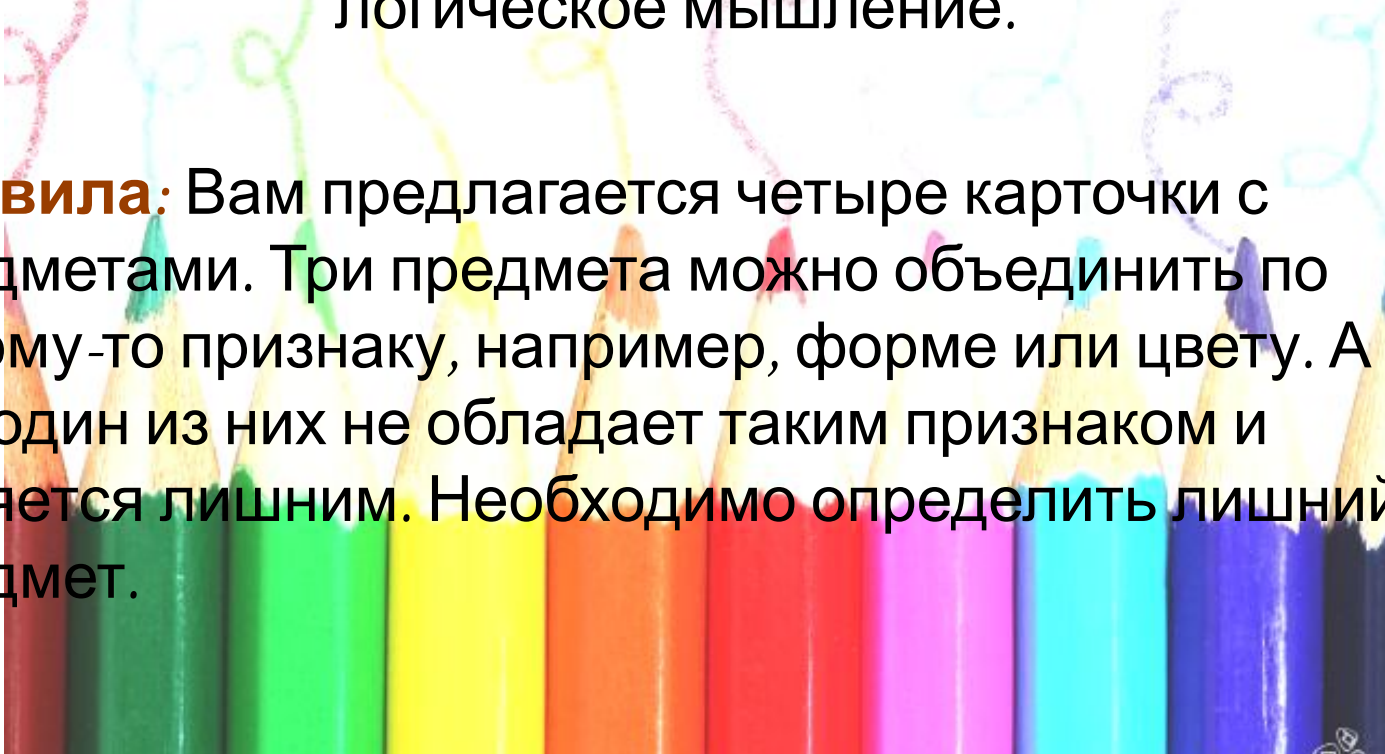 логическое мышление.
вила: Вам предлагается четыре карточки с
дметами. Три предмета можно объединить по
ому-то признаку, например, форме или цвету. А
один из них не обладает таким признаком и
яется лишним. Необходимо определить лишний
дмет.